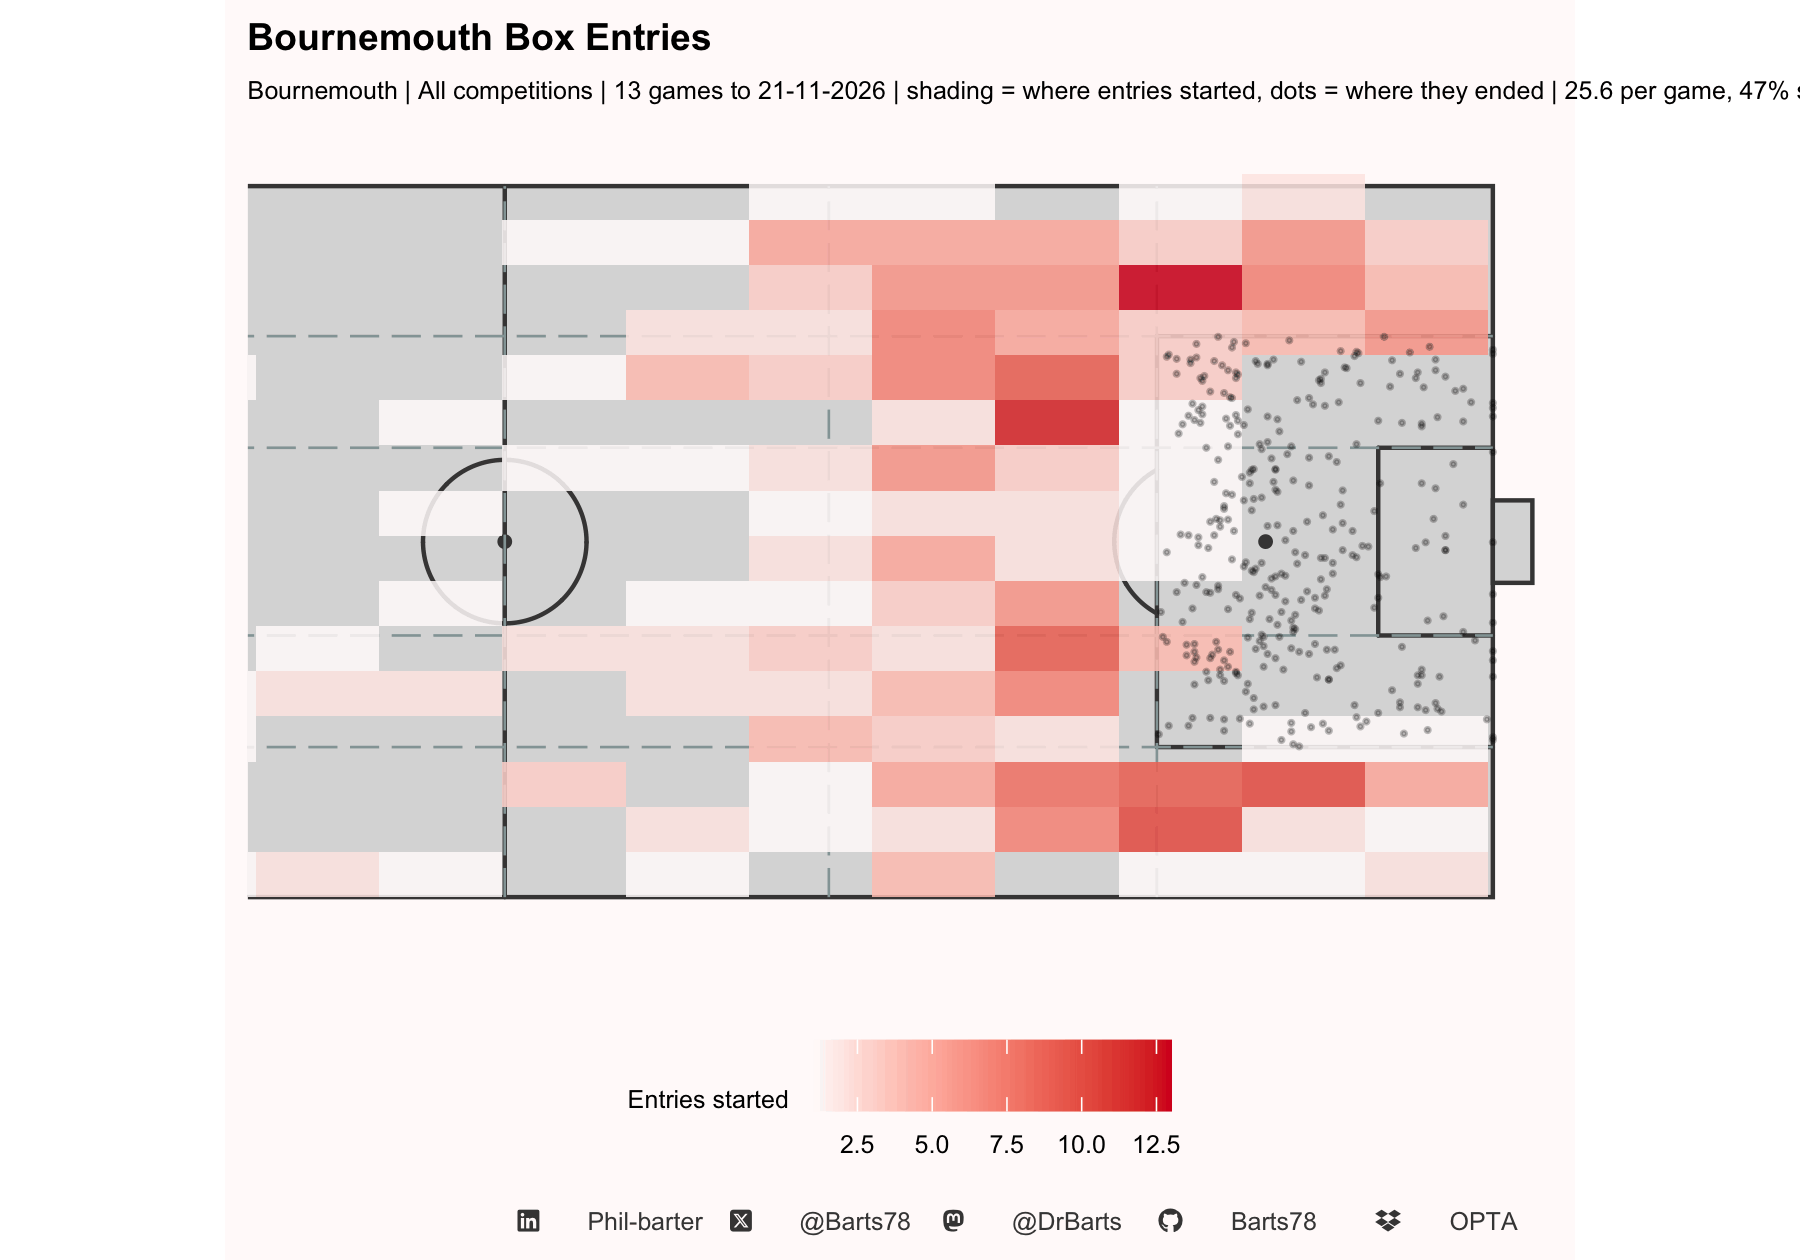 Bournemouth Box Entries
Bournemouth | All competitions | 13 games to 21-11-2026 | shading = where entries started, dots = where they ended | 25.6 per game, 47%
Entries started
2.5 5.0 7.5 10.0 12.5
Phil-barter @Barts78 @DrBarts Barts78 OPTA